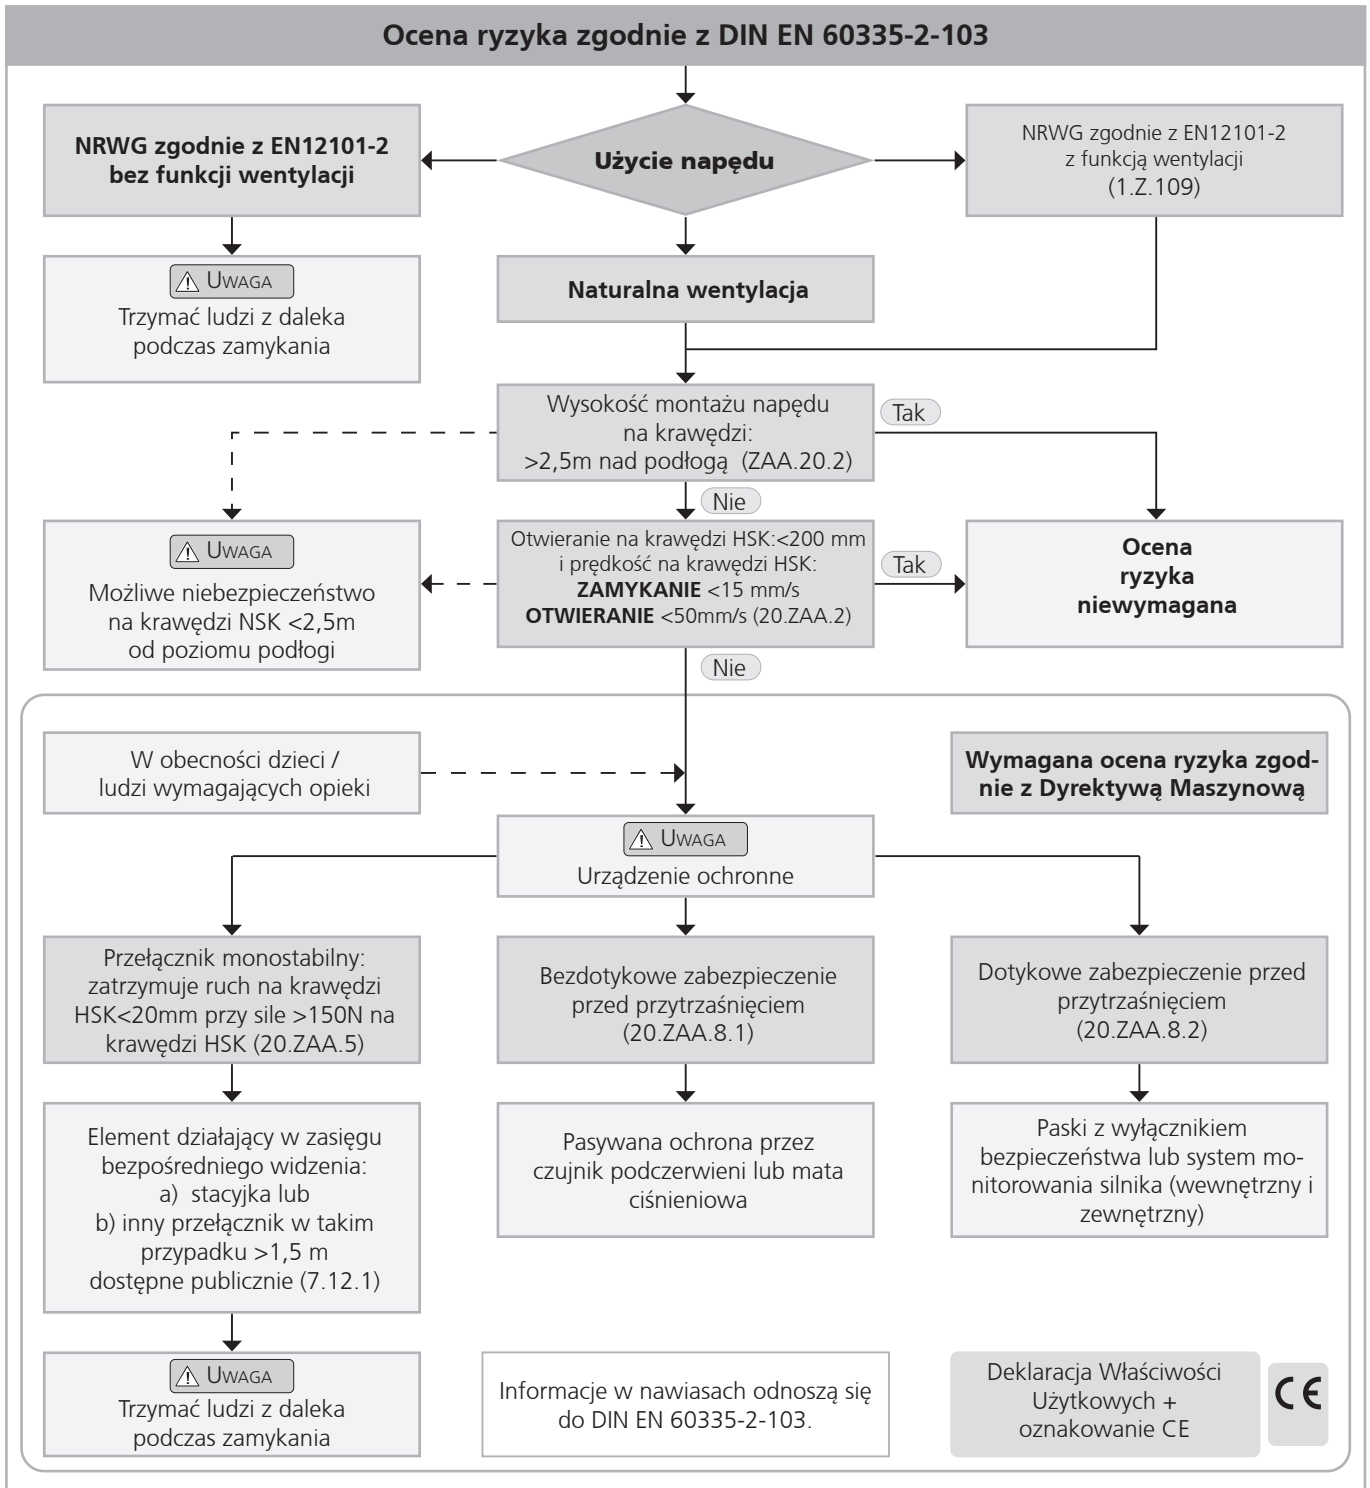 Ocena ryzyka zgodnie z DIN EN 60335-2-103
NRWG zgodnie z EN12101-2
bez funkcji wentylacji
Użycie napędu
NRWG zgodnie z EN12101-2
z funkcją wentylacji
(1.Z.109)
UWAGA
Trzymać ludzi z daleka
podczas zamykania
Naturalna wentylacja
Wysokość montażu napędu
na krawędzi:
>2,5m nad podłogą (ZAA.20.2)
Tak
Nie
UWAGA
Możliwe niebezpieczeństwo
na krawędzi NSK <2,5m
od poziomu podłogi
Otwieranie na krawędzi HSK:<200 mm
i prędkość na krawędzi HSK:
ZAMYKANIE <15 mm/s
OTWIERANIE <50mm/s (20.ZAA.2)
Tak
Ocena
ryzyka
niewymagana
Nie
W obecności dzieci /
ludzi wymagających opieki
Wymagana ocena ryzyka zgod-
nie z Dyrektywą Maszynową
UWAGA
Urządzenie ochronne
Przełącznik monostabilny:
zatrzymuje ruch na krawędzi
HSK<20mm przy sile >150N na
krawędzi HSK (20.ZAA.5)
Bezdotykowe zabezpieczenie
przed przytrzaśnięciem
(20.ZAA.8.1)
Dotykowe zabezpieczenie przed
przytrzaśnięciem
(20.ZAA.8.2)
Element działający w zasięgu
bezpośredniego widzenia:
a) stacyjka lub
b) inny przełącznik w takim
przypadku >1,5 m
dostępne publicznie (7.12.1)
Pasywana ochrona przez
czujnik podczerwieni lub mata
ciśnieniowa
Paski z wyłącznikiem
bezpieczeństwa lub system mo-
nitorowania silnika (wewnętrzny i
zewnętrzny)
UWAGA
Trzymać ludzi z daleka
podczas zamykania
Informacje w nawiasach odnoszą się
do DIN EN 60335-2-103.
Deklaracja Właściwości
Użytkowych +
oznakowanie CE
CE